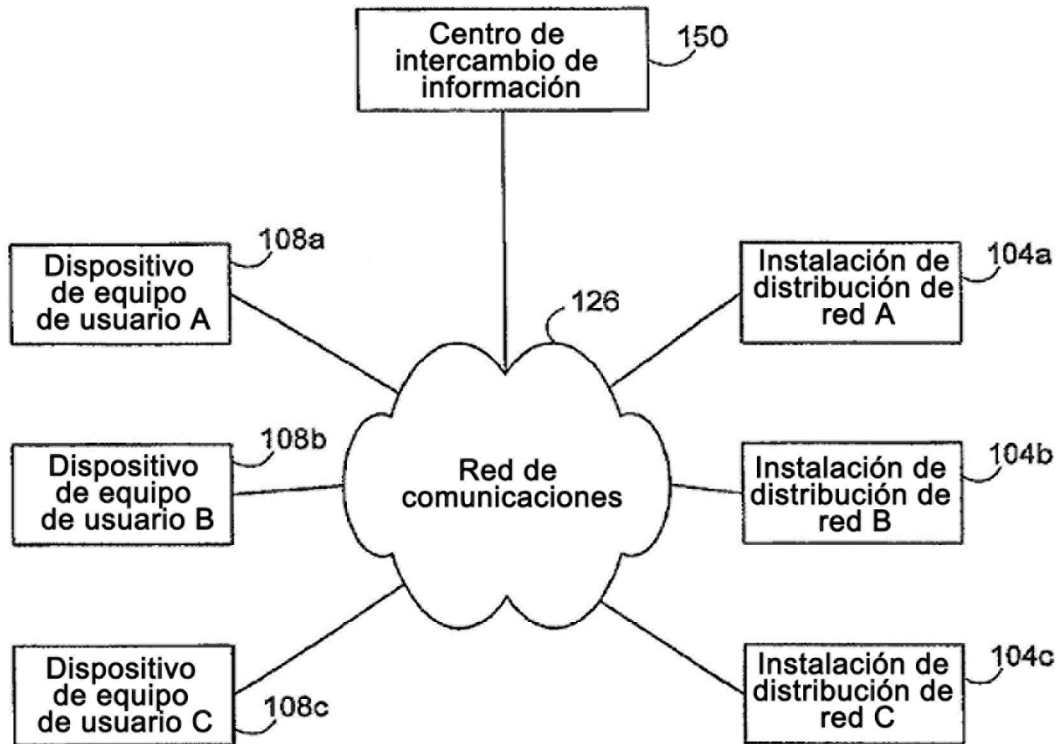 Centro de
intercambio de
información
150
108a
Dispositivo
de equipo
de usuario A
104a
Instalación de
distribución de
red A
126
108b
Dispositivo
de equipo
de usuario B
Red de
comunicaciones
104b
Instalación de
distribución de
red B
Dispositivo
de equipo
de usuario C
108c
104c
Instalación de
distribución de
red C